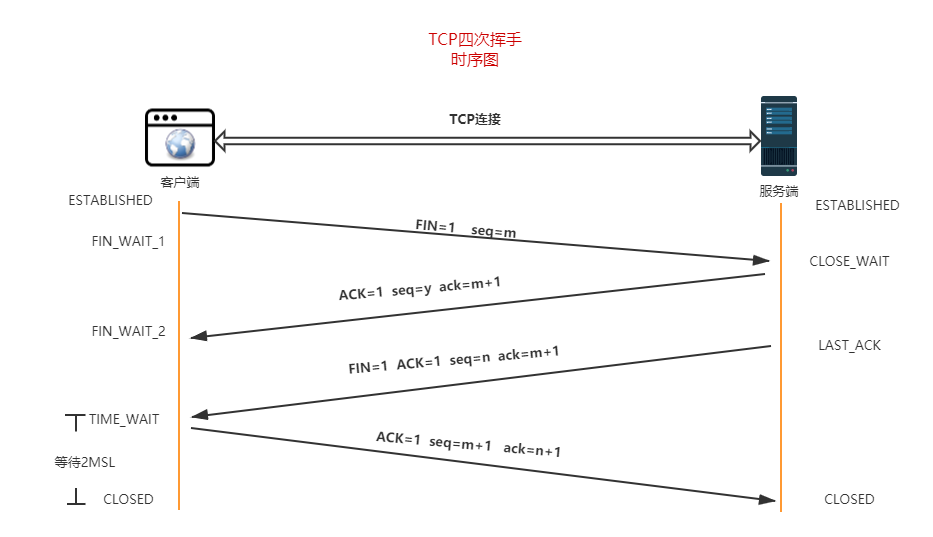 TCP四次挥手
时序图
TCP连接
客户端
服务端
ESTABLISHED
ESTABLISHED
FIN=1 seq=m
FIN_WAIT_1
CLOSE_WAIT
ACK=1 seq=y ack=m+1
FIN_WAIT_2
LAST_ACK
FIN=1 ACK=1 seq=n ack=m+1
TIME_WAIT
ACK=1 seq=m+1 ack=n+1
等待2MSL
CLOSED
CLOSED